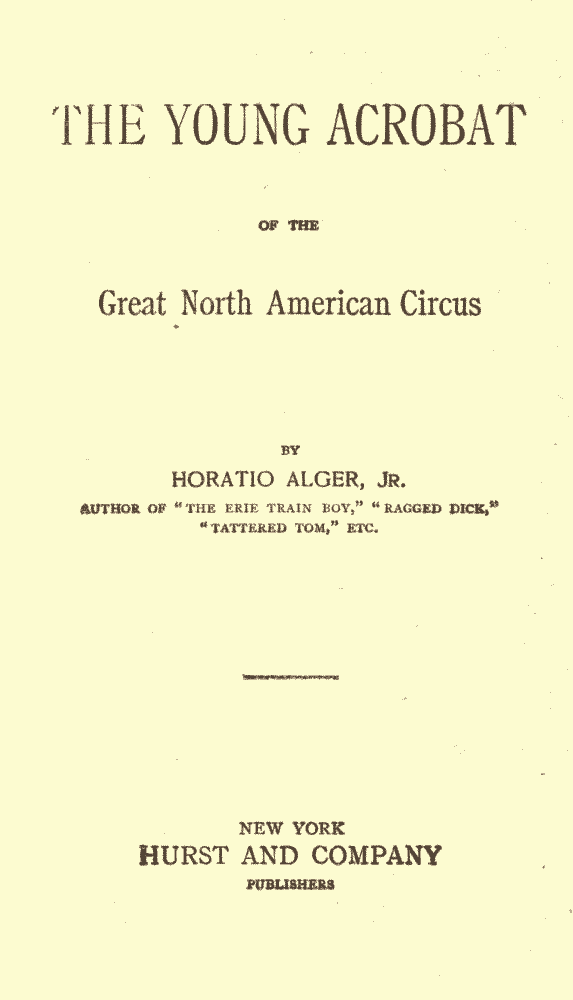 THE YOUNG ACROBAT
OF THE
Great North American Circus
BY
HORATIO ALGER, JR.
AUTHOR OF "THE ERIE TRAIN BOY," "RAGGED DICK,"
"TATTERED TOM," ETC.
NEW YORK
HURST AND COMPANY
PUBLISHERS